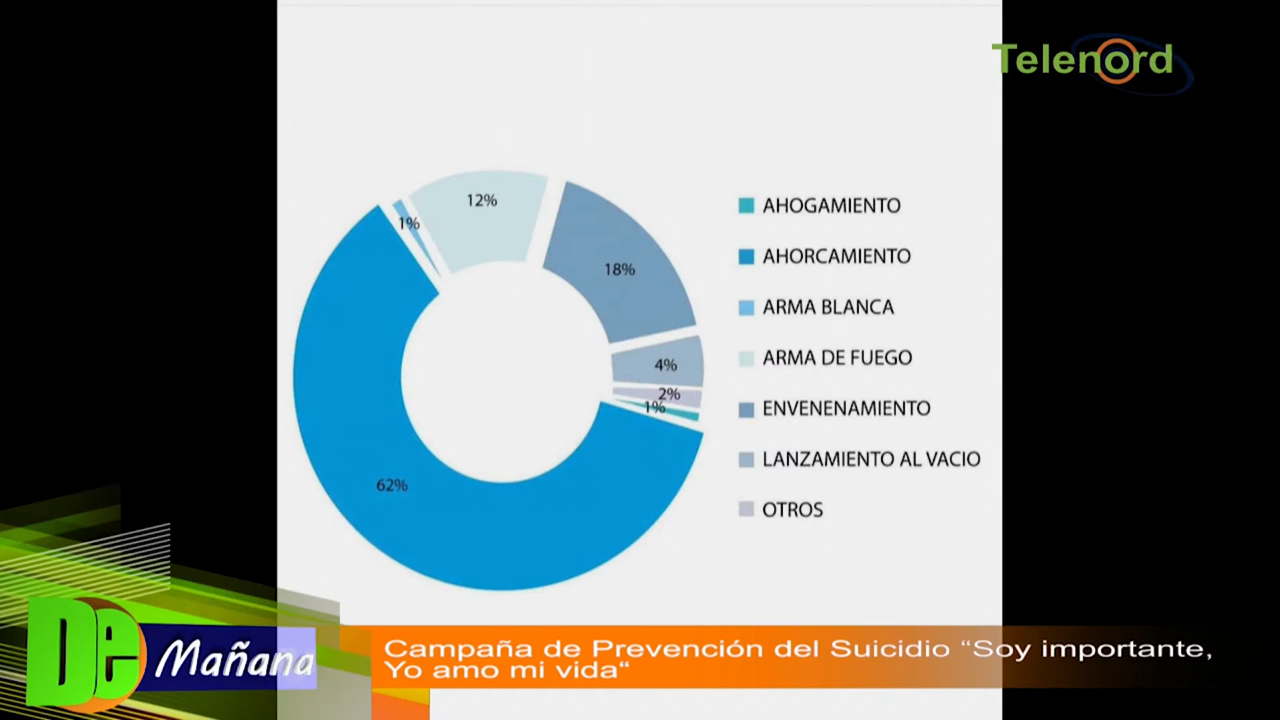 Telenord
12%
1%
18%
4%
2%
1%
62%
AHOGAMIENTO
AHORCAMIENTO
ARMA BLANCA
ARMA DE FUEGO
ENVENENAMIENTO
LANZAMIENTO AL VACIO
OTROS
De
Mañana
Campaña de Prevención del Suicidio “Soy importante,
Yo amo mi vida“